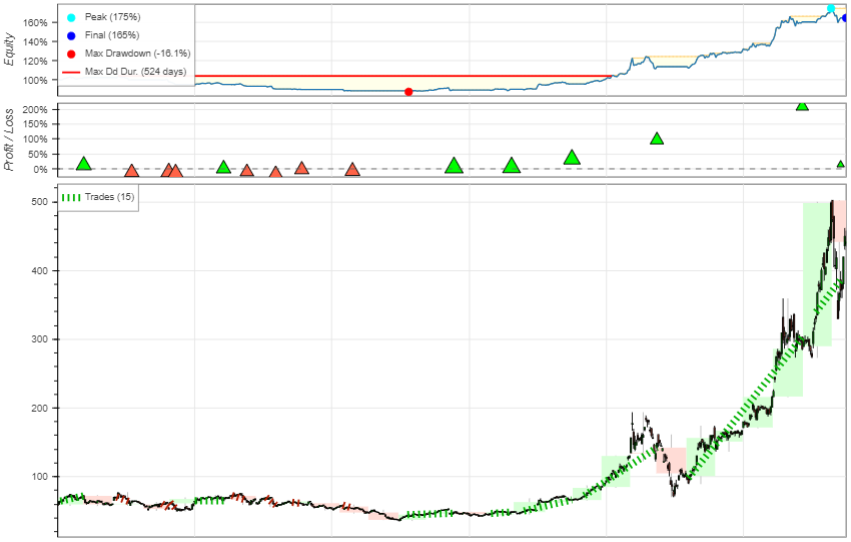 Equity
160%
140%
120%
100%
Peak (175%)
Final (165%)
Max Drawdown (-16.1%)
Max Dd Dur. (524 days)
Profit / Loss
200%
150%
100%
50%
0%
Trades (15)
500
400
300
200
100